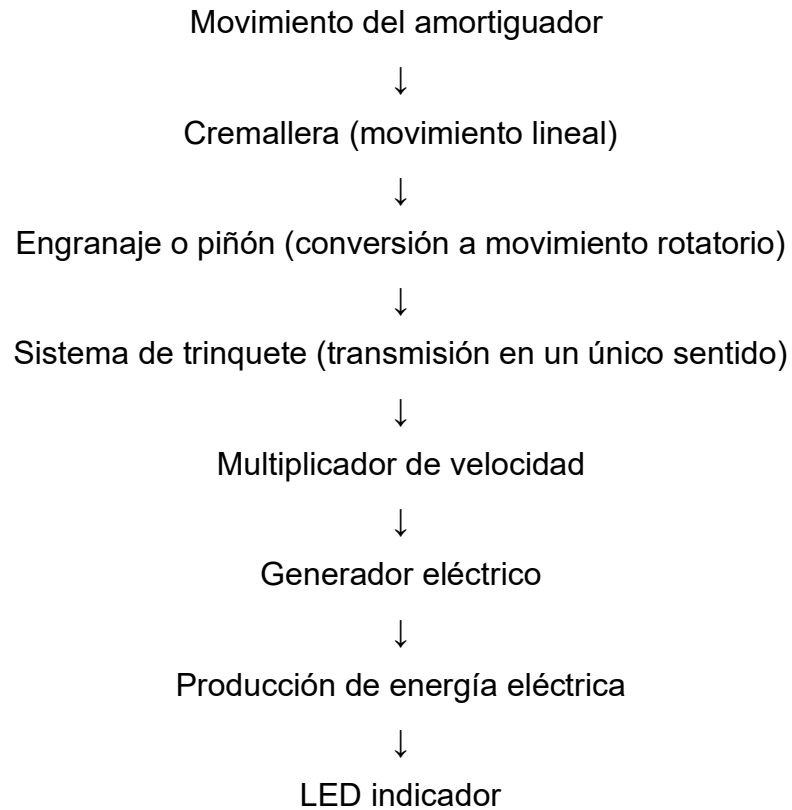 Movimiento del amortiguador
↓
Cremallera (movimiento lineal)
↓
Engranaje o piñón (conversión a movimiento rotatorio)
↓
Sistema de trinquete (transmisión en un único sentido)
↓
Multiplicador de velocidad
↓
Generador eléctrico
↓
Producción de energía eléctrica
↓
LED indicador